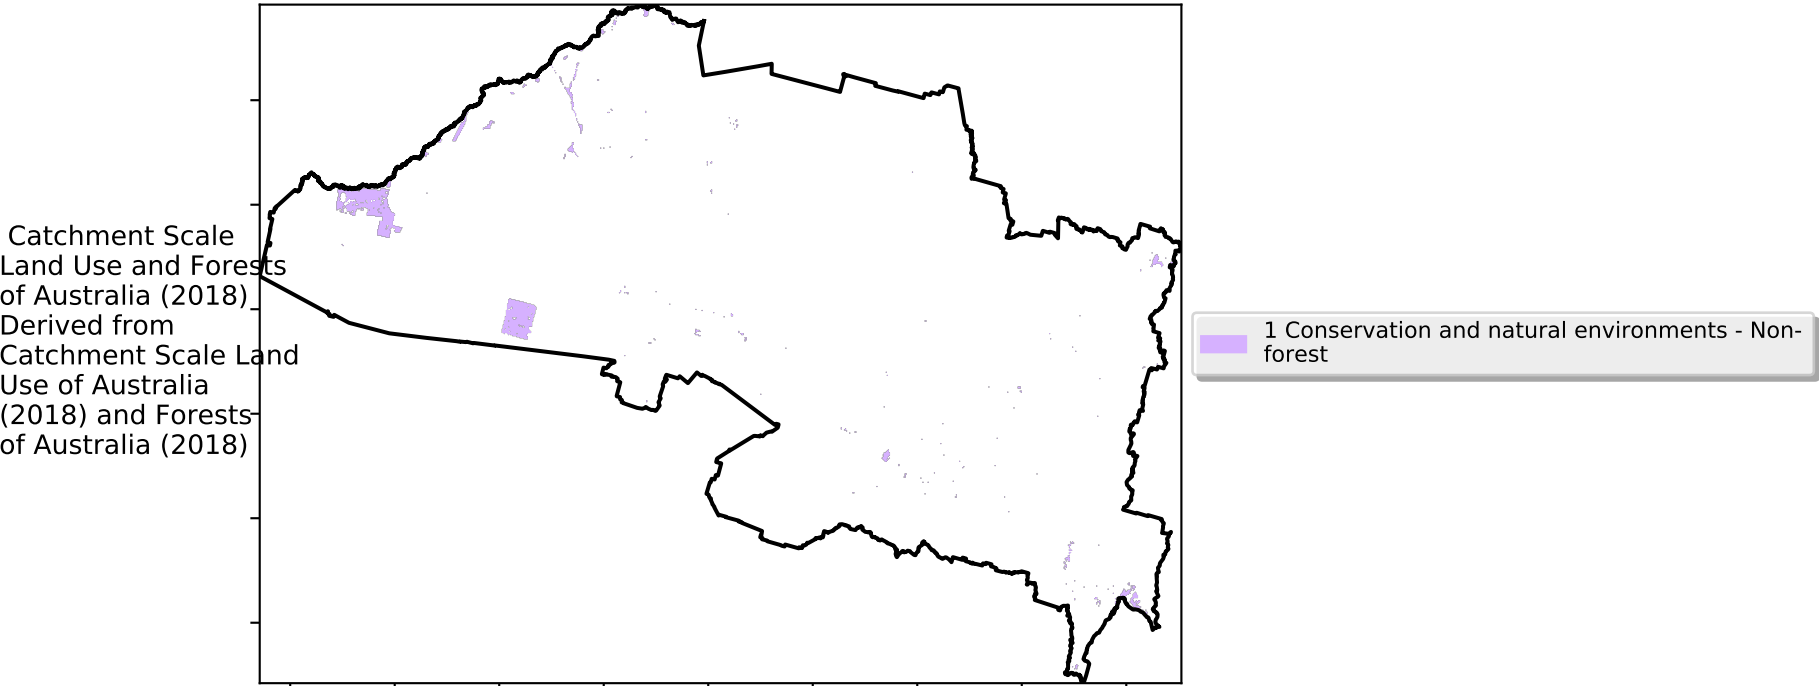 Catchment Scale
Land Use and Forests
of Australia (2018)
Derived from
Catchment Scale Land
Use of Australia
(2018) and Forests
of Australia (2018)
1 Conservation and natural environments - Non-
forest